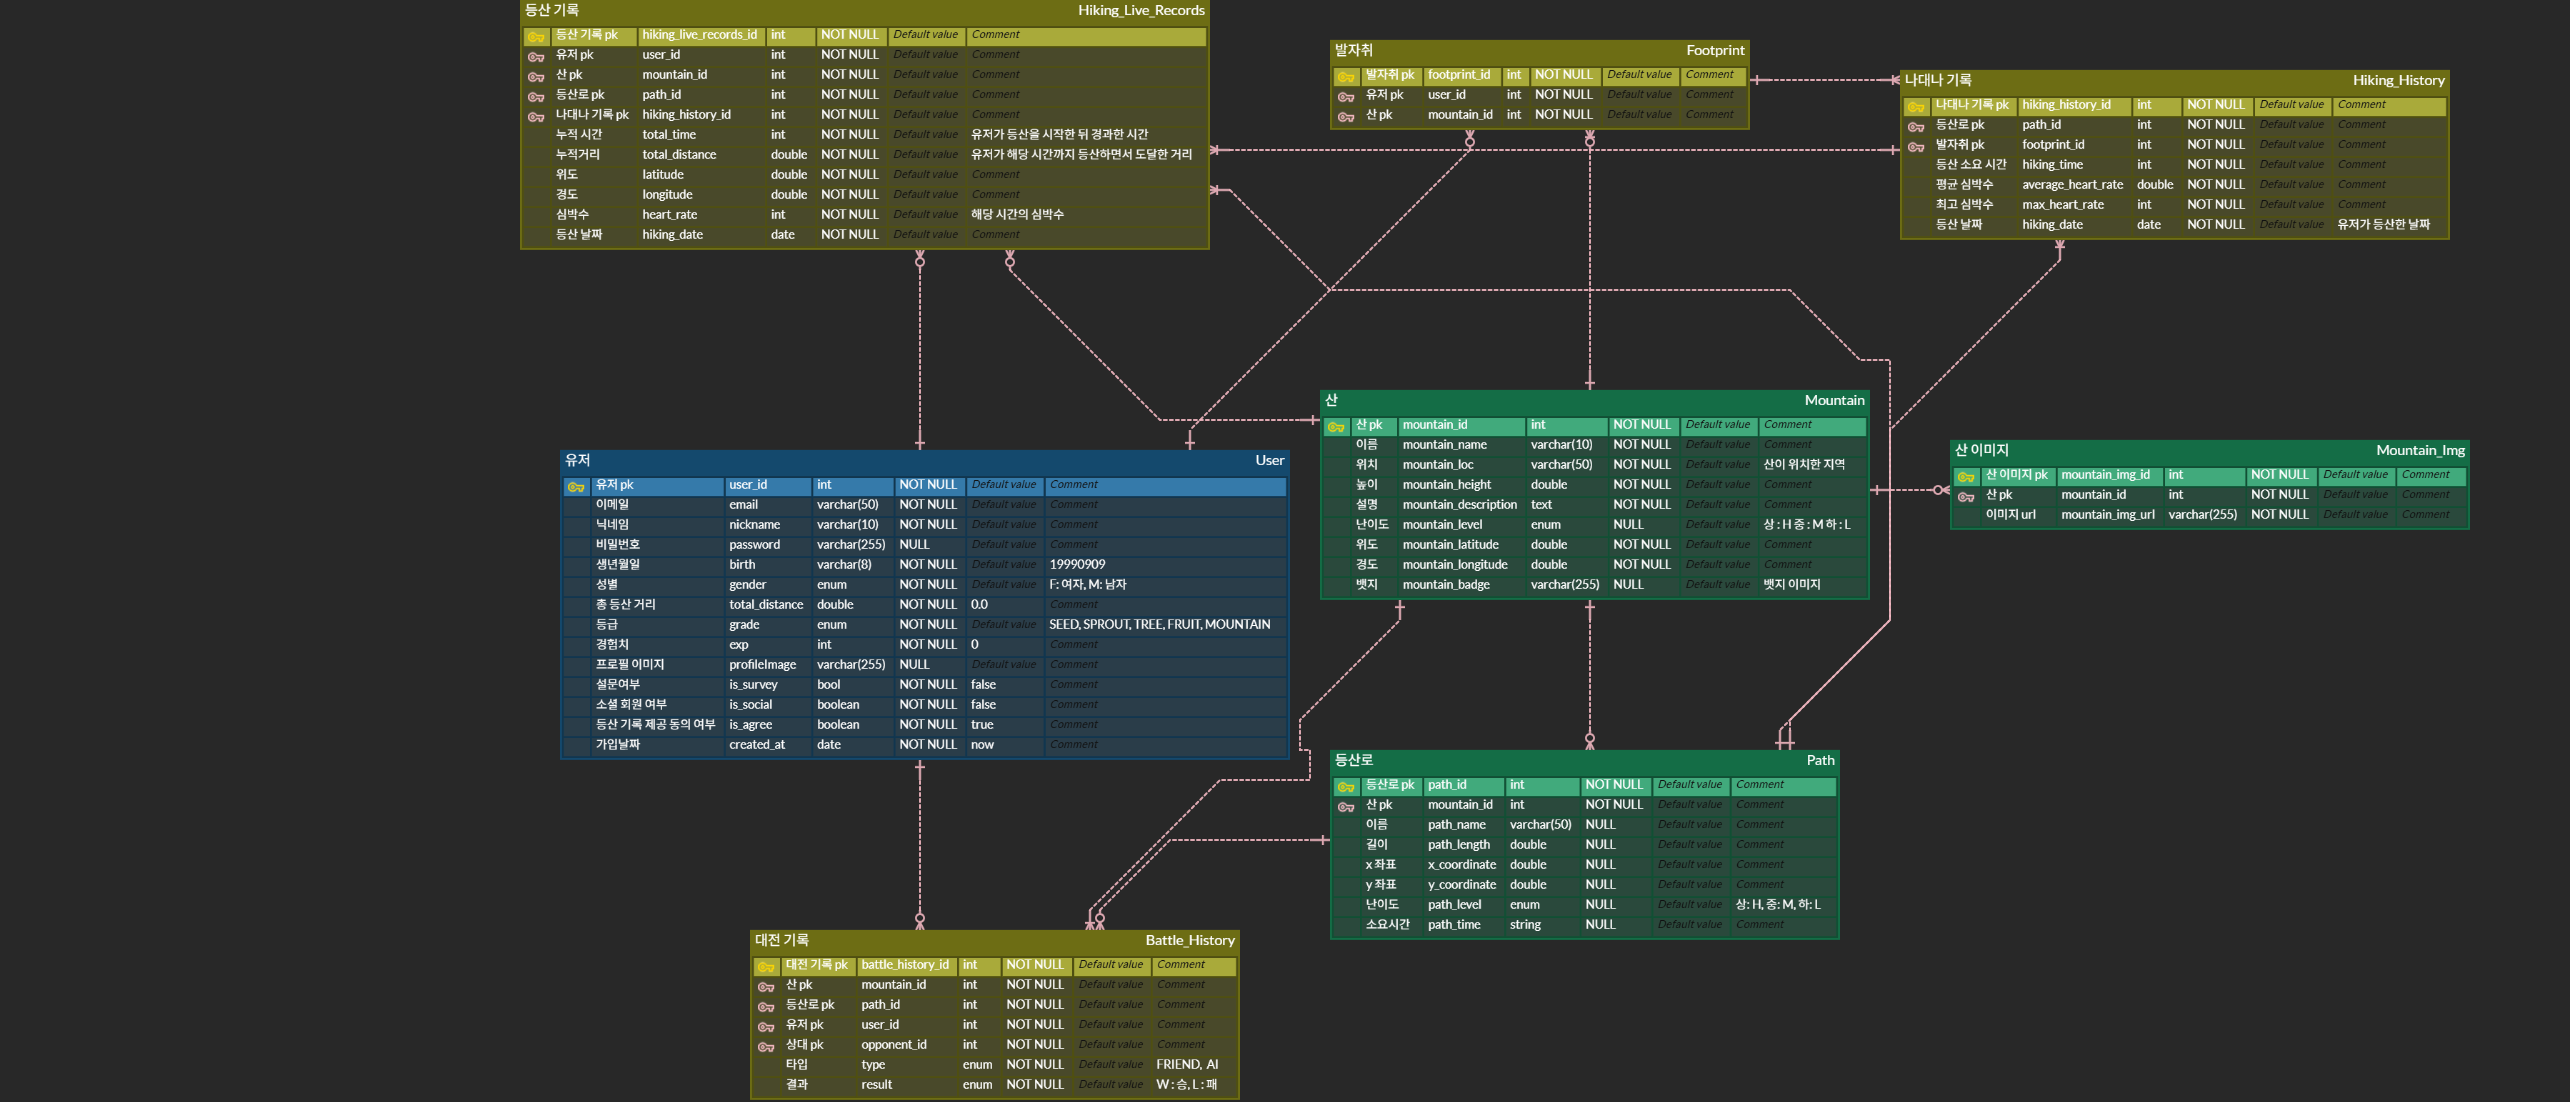 등산 기록 Hiking_Live_Records
등산 기록 pk hiking_live_records_id int NOT NULL Default value Comment
유저 pk user_id int NOT NULL Default value Comment
산 pk mountain_id int NOT NULL Default value Comment
등산로 pk path_id int NOT NULL Default value Comment
나대나 기록 pk hiking_history_id int NOT NULL Default value Comment
누적 시간 total_time int NOT NULL Default value 유저가 등산을 시작한 뒤 경과한 시간
누적거리 total_distance double NOT NULL Default value 유저가 해당 시간까지 등산하면서 도달한 거리
위도 latitude double NOT NULL Default value Comment
경도 longitude double NOT NULL Default value Comment
심박수 heart_rate int NOT NULL Default value 해당 시간의 심박수
등산 날짜 hiking_date date NOT NULL Default value Comment
발자취 Footprint
발자취 pk footprint_id int NOT NULL Default value Comment
유저 pk user_id int NOT NULL Default value Comment
산 pk mountain_id int NOT NULL Default value Comment
나대나 기록 Hiking_History
나대나 기록 pk hiking_history_id int NOT NULL Default value Comment
등산로 pk path_id int NOT NULL Default value Comment
발자취 pk footprint_id int NOT NULL Default value Comment
등산 소요 시간 hiking_time int NOT NULL Default value Comment
평균 심박수 average_heart_rate double NOT NULL Default value Comment
최고 심박수 max_heart_rate int NOT NULL Default value Comment
등산 날짜 hiking_date date NOT NULL Default value 유저가 등산한 날짜
산 Mountain
산 pk mountain_id int NOT NULL Default value Comment
이름 mountain_name varchar(10) NOT NULL Default value Comment
위치 mountain_loc varchar(50) NOT NULL Default value 산이 위치한 지역
높이 mountain_height double NOT NULL Default value Comment
설명 mountain_description text NOT NULL Default value Comment
난이도 mountain_level enum NULL Default value 상 : H 중 : M 하 : L
위도 mountain_latitude double NOT NULL Default value Comment
경도 mountain_longitude double NOT NULL Default value Comment
뱃지 mountain_badge varchar(255) NULL Default value 뱃지 이미지
산 이미지 Mountain_Img
산 이미지 pk mountain_img_id int NOT NULL Default value Comment
산 pk mountain_id int NOT NULL Default value Comment
이미지 url mountain_img_url varchar(255) NOT NULL Default value Comment
유저 User
유저 pk user_id int NOT NULL Default value Comment
이메일 email varchar(50) NOT NULL Default value Comment
닉네임 nickname varchar(10) NOT NULL Default value Comment
비밀번호 password varchar(255) NULL Default value Comment
생년월일 birth varchar(8) NOT NULL Default value 19990909
성별 gender enum NOT NULL Default value F: 여자, M: 남자
총 등산 거리 total_distance double NOT NULL 0.0 Comment
등급 grade enum NOT NULL Default value SEED, SPROUT, TREE, FRUIT, MOUNTAIN
경험치 exp int NOT NULL 0 Comment
프로필 이미지 profileImage varchar(255) NULL Default value Comment
설문여부 is_survey bool NOT NULL false Comment
소셜 회원 여부 is_social boolean NOT NULL false Comment
등산 기록 제공 동의 여부 is_agree boolean NOT NULL true Comment
가입날짜 created_at date NOT NULL now Comment
등산로 Path
등산로 pk path_id int NOT NULL Default value Comment
산 pk mountain_id int NOT NULL Default value Comment
이름 path_name varchar(50) NULL Default value Comment
길이 path_length double NULL Default value Comment
x 좌표 x_coordinate double NULL Default value Comment
y 좌표 y_coordinate double NULL Default value Comment
난이도 path_level enum NULL Default value 상: H, 중: M, 하: L
소요시간 path_time string NULL Default value Comment
대전 기록 Battle_History
대전 기록 pk battle_history_id int NOT NULL Default value Comment
산 pk mountain_id int NOT NULL Default value Comment
등산로 pk path_id int NOT NULL Default value Comment
유저 pk user_id int NOT NULL Default value Comment
상대 pk opponent_id int NOT NULL Default value Comment
타입 type enum NOT NULL Default value FRIEND, AI
결과 result enum NOT NULL Default value W : 승, L : 패